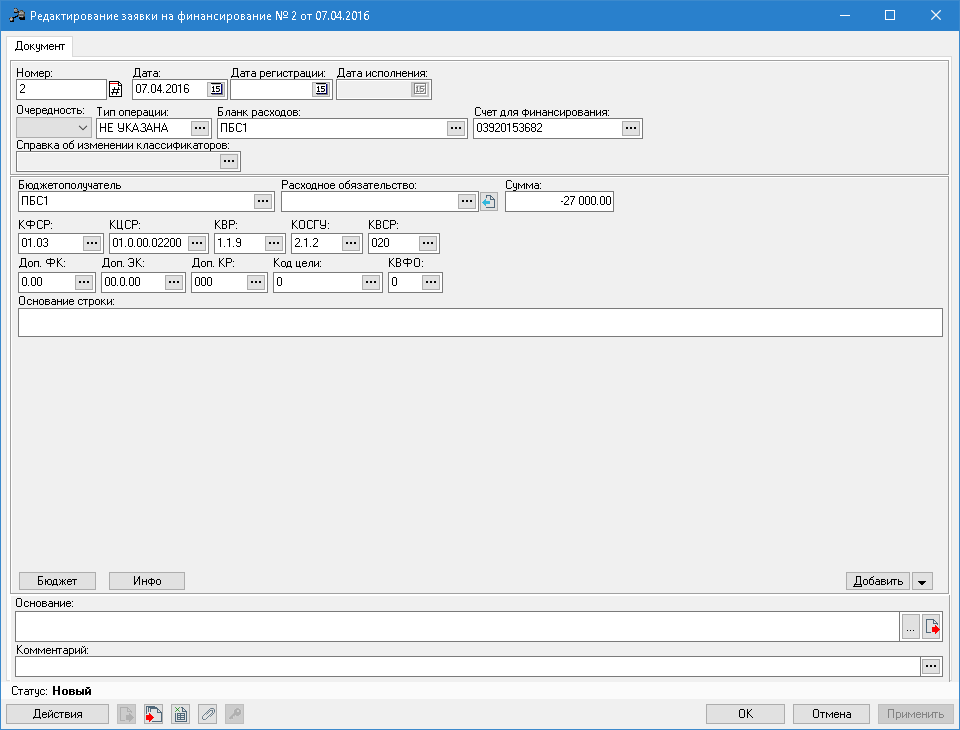 Редактирование заявки на финансирование № 2 от 07.04.2016
Документ
Номер: Дата: Дата регистрации: Дата исполнения:
2 07.04.2016 15 15 15
Очередность: Тип операции: Бланк расходов: Счет для финансирования:
НЕ УКАЗАНА ... ПБС1 ... 03920153682 ...
Справка об изменении классификаторов:
...
Бюджетополучатель Расходное обязательство: Сумма:
ПБС1 ... ... -27 000.00
КФСР: КЦСР: КВР: КОСГУ: КВСР:
01.03 ... 01.0.00.02200 ... 1.1.9 ... 2.1.2 ... 020 ...
Доп. ФК: Доп. ЭК: Доп. КР: Код цели: КВФО:
0.00 ... 00.0.00 ... 000 ... 0 ... 0 ...
Основание строки:
Бюджет Инфо Добавить
Основание:
...
Комментарий:
...
Статус: Новый
Действия OK Отмена Применить